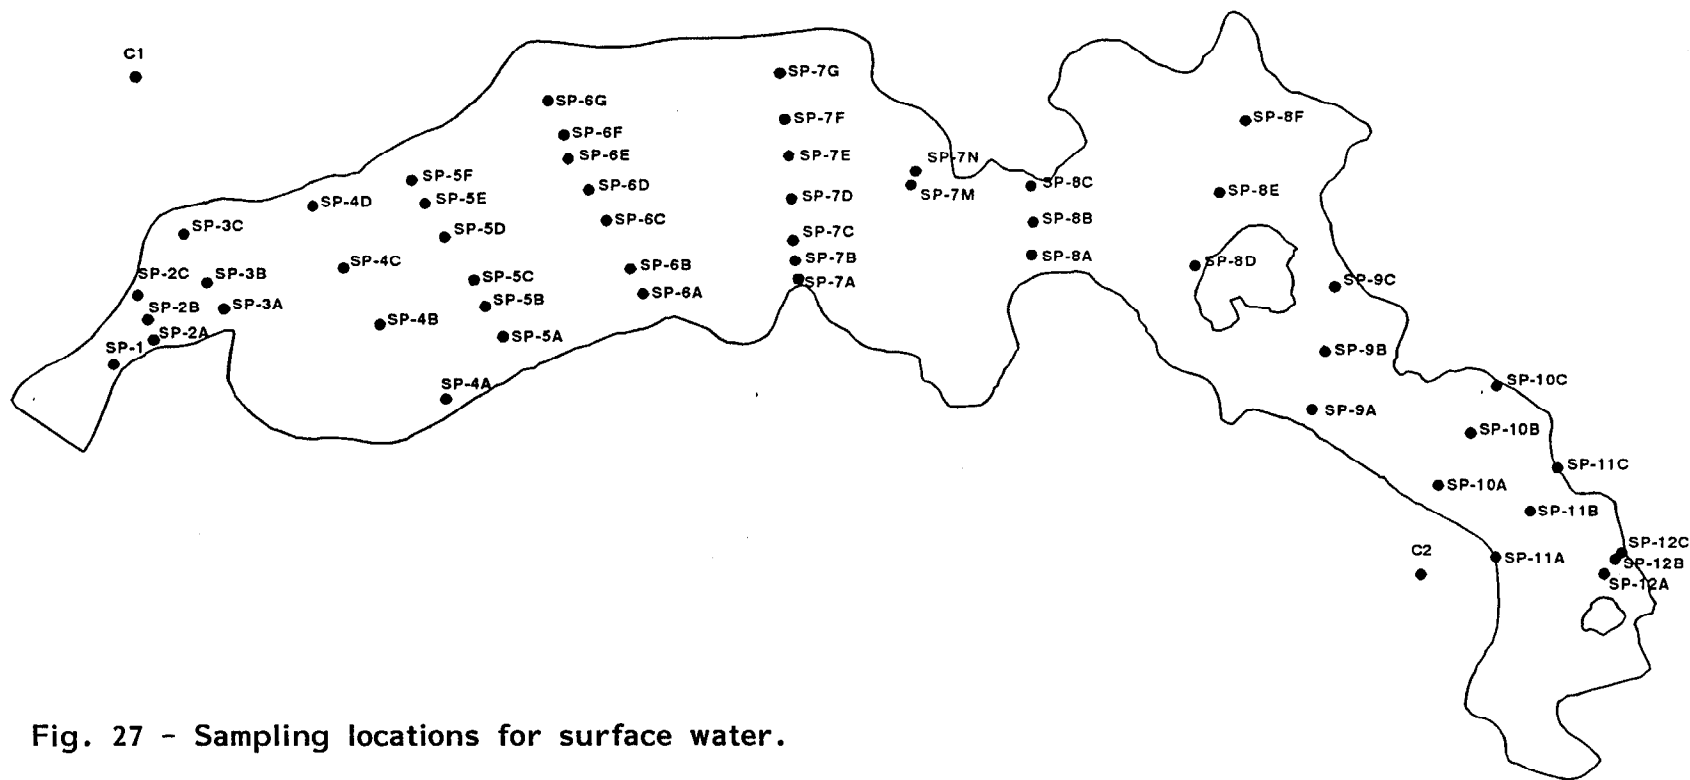 C1
SP-7G
SP-6G
SP-7F
SP-8F
SP-6F
SP-7E
SP-6E
SP-7N
SP-5F
SP-6D
SP-7M
SP-8C
SP-8E
SP-4D
SP-5E
SP-7D
SP-3C
SP-6C
SP-8B
SP-5D
SP-7C
SP-4C
SP-6B
SP-7B
SP-8A
SP-8D
SP-2C
SP-3B
SP-5C
SP-7A
SP-9C
SP-2B
SP-3A
SP-5B
SP-6A
SP-4B
SP-2A
SP-5A
SP-1
SP-9B
SP-4A
SP-10C
SP-9A
SP-10B
SP-11C
SP-10A
SP-11B
C2
SP-11A
SP-12C
SP-12B
SP-12A
Fig. 27 - Sampling locations for surface water.